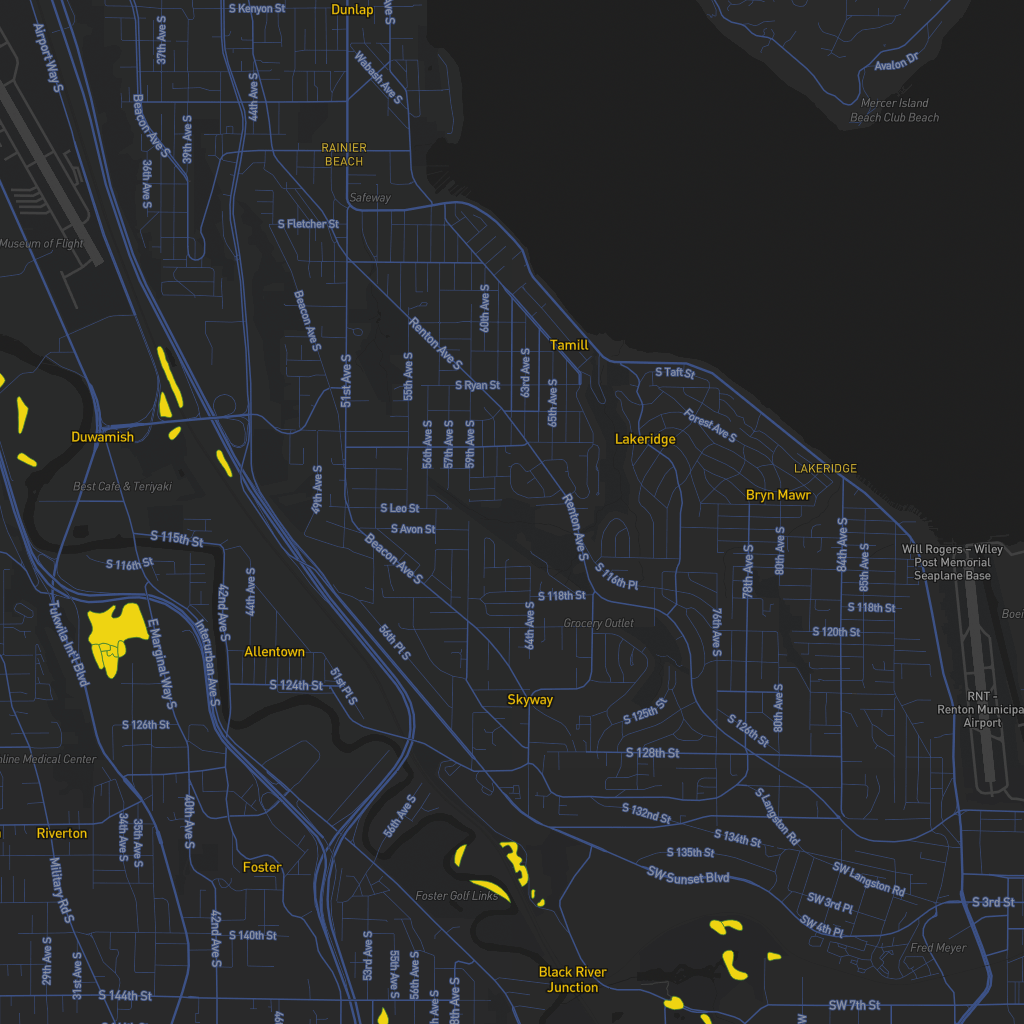 S Kenyon St
Dunlap
37th Ave S
Airport Way S
Avalon Dr
Wabash Ave S
44th Ave S
Mercer Island
Beach Club Beach
Beacon Ave S
39th Ave S
RAINIER
BEACH
36th Ave S
Safeway
S Fletcher St
Museum of Flight
Beacon Ave S
60th Ave S
Renton Ave S
Tamill
51st Ave S
55th Ave S
63rd Ave S
65th Ave S
S Ryan St
S Taft St
Forest Ave S
Duwamish
56th Ave S
57th Ave S
59th Ave S
Lakeridge
LAKERIDGE
Best Cafe & Teriyaki
49th Ave S
Bryn Mawr
S Leo St
S Avon St
Renton Ave S
S 115th St
Beacon Ave S
78th Ave S
80th Ave S
84th Ave S
85th Ave S
Will Rogers – Wiley
Post Memorial
Seaplane Base
S 116th St
S 116th Pl
42nd Ave S
44th Ave S
S 118th St
S 118th St
64th Ave S
Grocery Outlet
76th Ave S
S 120th St
Tukwila Int'l Blvd
E Marginal Way S
Interurban Ave S
56th Pl S
Allentown
S 124th St
51st Pl S
Skyway
S 125th St
S 126th St
80th Ave S
RNT –
Renton Municipa
Airport
S 126th St
S 128th St
nline Medical Center
S Langston Rd
S 132nd St
S 134th St
56th Ave S
34th Ave S
35th Ave S
40th Ave S
Riverton
S 135th St
Foster
SW Sunset Blvd
SW Langston Rd
Military Rd S
Foster Golf Links
SW 3rd Pl
SW 4th Pl
S 3rd St
42nd Ave S
S 140th St
Fred Meyer
29th Ave S
31st Ave S
53rd Ave S
55th Ave S
56th Ave S
Black River
Junction
S 144th St
SW 7th St